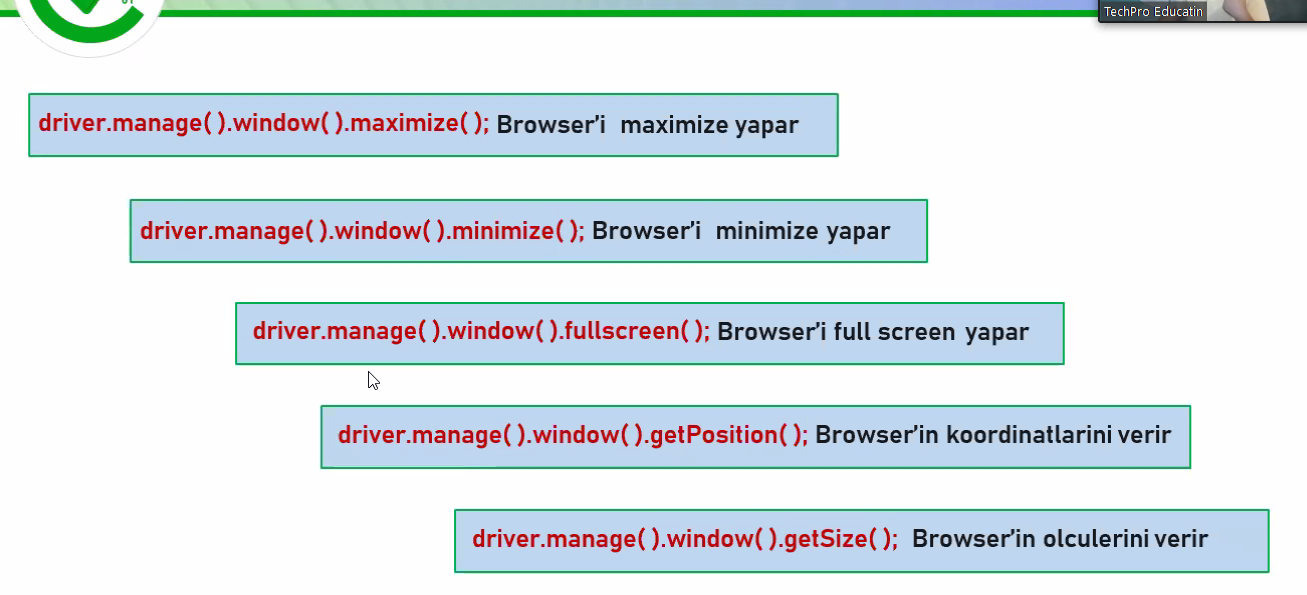 TechPro Educatin
driver.manage( ).window( ).maximize( ); Browser'i maximize yapar
driver.manage( ).window( ).minimize( ); Browser'i minimize yapar
driver.manage( ).window( ).fullscreen( ); Browser'i full screen yapar
driver.manage( ).window( ).getPosition( ); Browser'in koordinatlarini verir
driver.manage( ).window( ).getSize( ); Browser'in olculerini verir